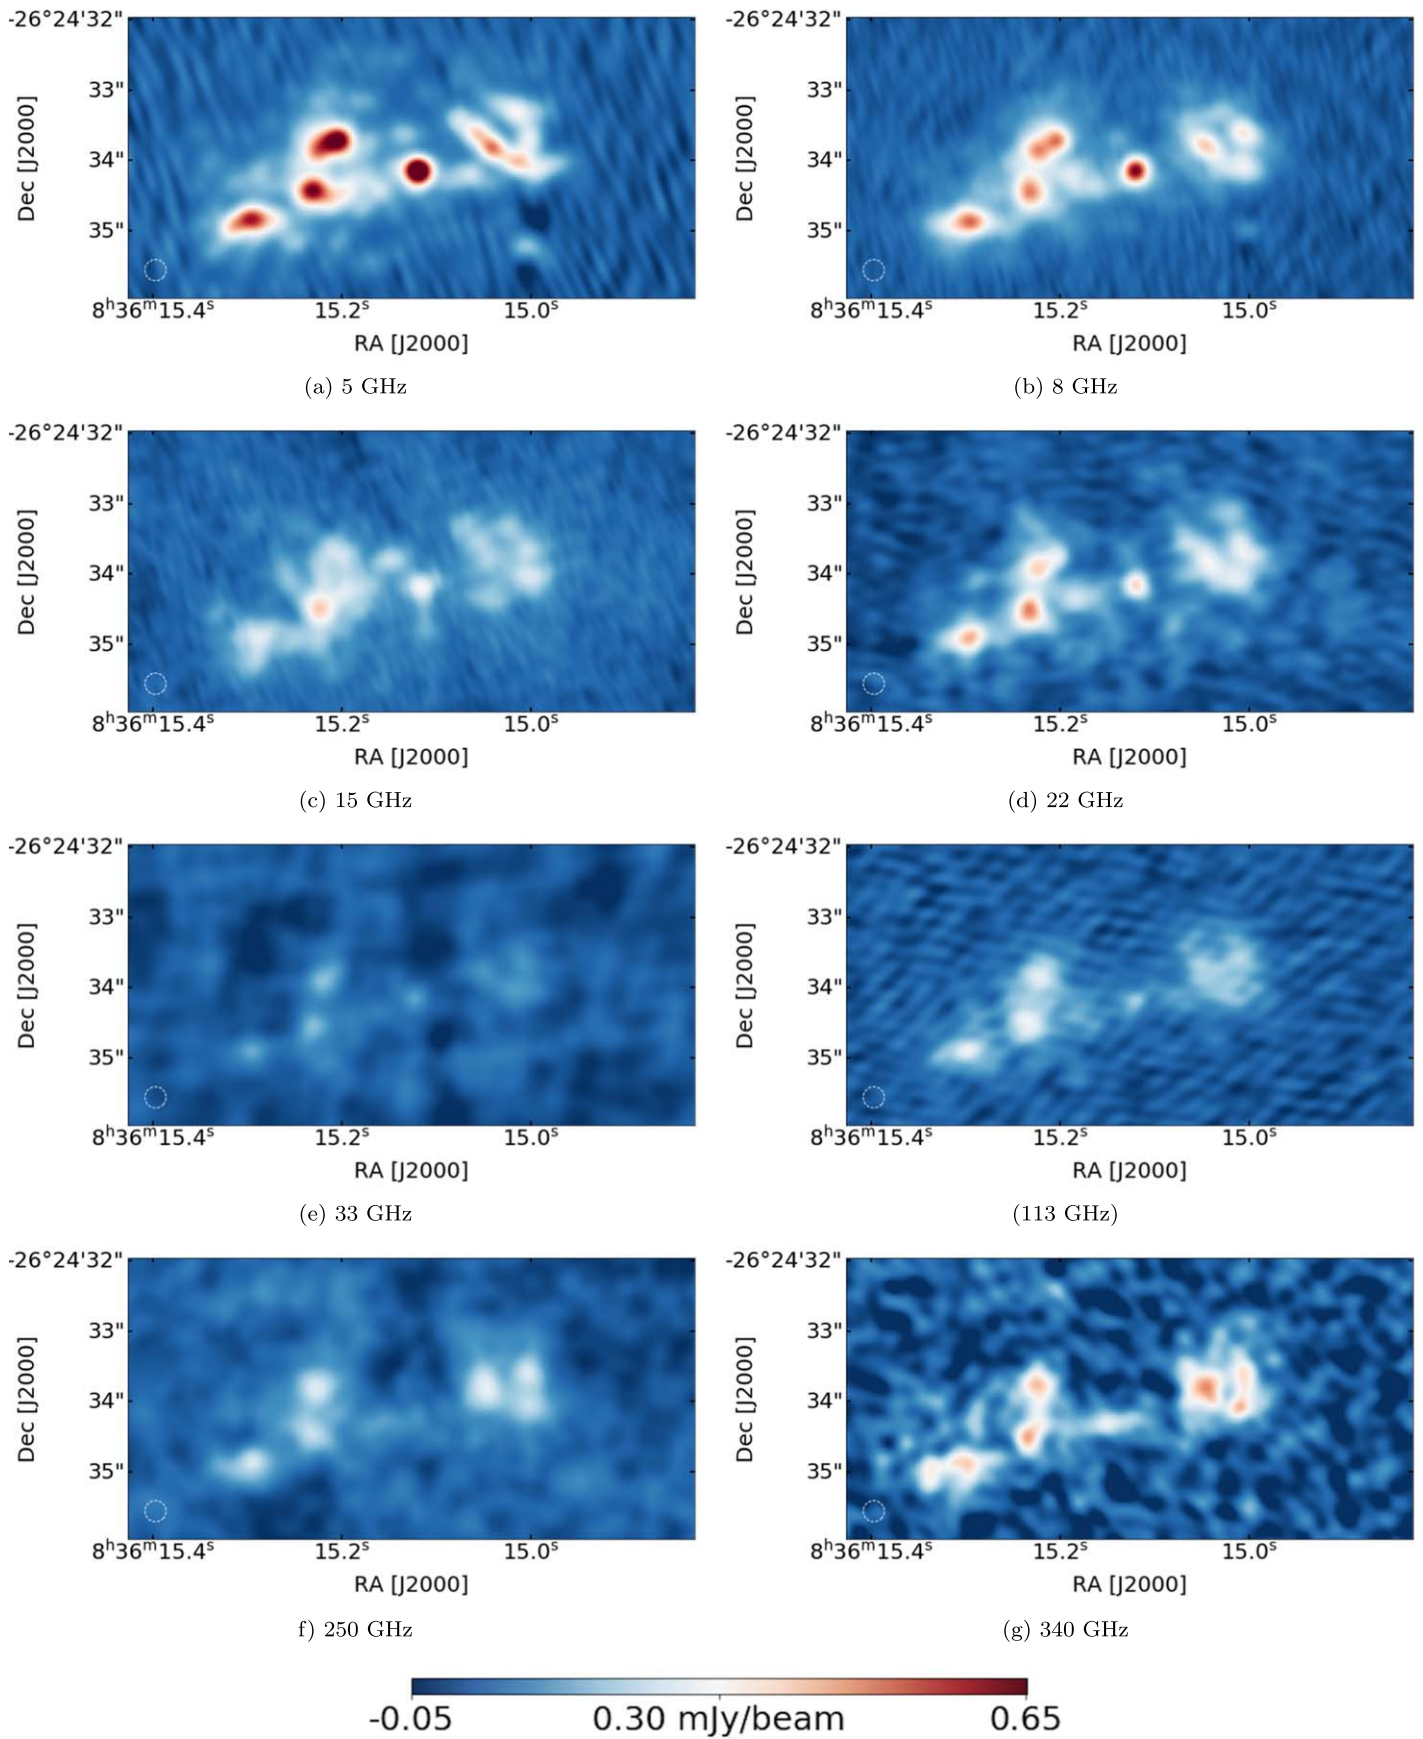 -26°24'32"
33"
34"
35"
Dec [J2000]
8ʰ36ᵐ15.4ˢ 15.2ˢ 15.0ˢ
RA [J2000]
(a) 5 GHz
-26°24'32"
33"
34"
35"
Dec [J2000]
8ʰ36ᵐ15.4ˢ 15.2ˢ 15.0ˢ
RA [J2000]
(b) 8 GHz
-26°24'32"
33"
34"
35"
Dec [J2000]
8ʰ36ᵐ15.4ˢ 15.2ˢ 15.0ˢ
RA [J2000]
(c) 15 GHz
-26°24'32"
33"
34"
35"
Dec [J2000]
8ʰ36ᵐ15.4ˢ 15.2ˢ 15.0ˢ
RA [J2000]
(d) 22 GHz
-26°24'32"
33"
34"
35"
Dec [J2000]
8ʰ36ᵐ15.4ˢ 15.2ˢ 15.0ˢ
RA [J2000]
(e) 33 GHz
-26°24'32"
33"
34"
35"
Dec [J2000]
8ʰ36ᵐ15.4ˢ 15.2ˢ 15.0ˢ
RA [J2000]
(113 GHz)
-26°24'32"
33"
34"
35"
Dec [J2000]
8ʰ36ᵐ15.4ˢ 15.2ˢ 15.0ˢ
RA [J2000]
f) 250 GHz
-26°24'32"
33"
34"
35"
Dec [J2000]
8ʰ36ᵐ15.4ˢ 15.2ˢ 15.0ˢ
RA [J2000]
(g) 340 GHz
-0.05 0.30 mJy/beam 0.65